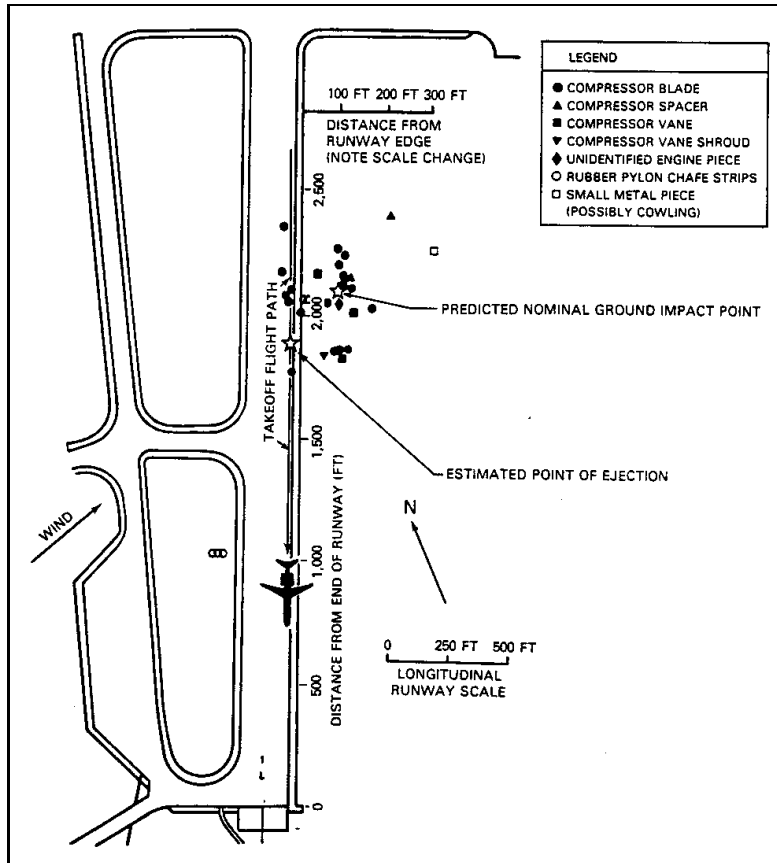 100 FT 200 FT 300 FT
DISTANCE FROM
RUNWAY EDGE
(NOTE SCALE CHANGE)
LEGEND
COMPRESSOR BLADE
COMPRESSOR SPACER
COMPRESSOR VANE
COMPRESSOR VANE SHROUD
UNIDENTIFIED ENGINE PIECE
RUBBER PYLON CHAFE STRIPS
SMALL METAL PIECE
(POSSIBLY COWLING)
2,500
2,000
1,500
1,000
500
0
TAKEOFF FLIGHT PATH
DISTANCE FROM END OF RUNWAY (FT)
PREDICTED NOMINAL GROUND IMPACT POINT
ESTIMATED POINT OF EJECTION
WIND
N
0 250 FT 500 FT
LONGITUDINAL
RUNWAY SCALE